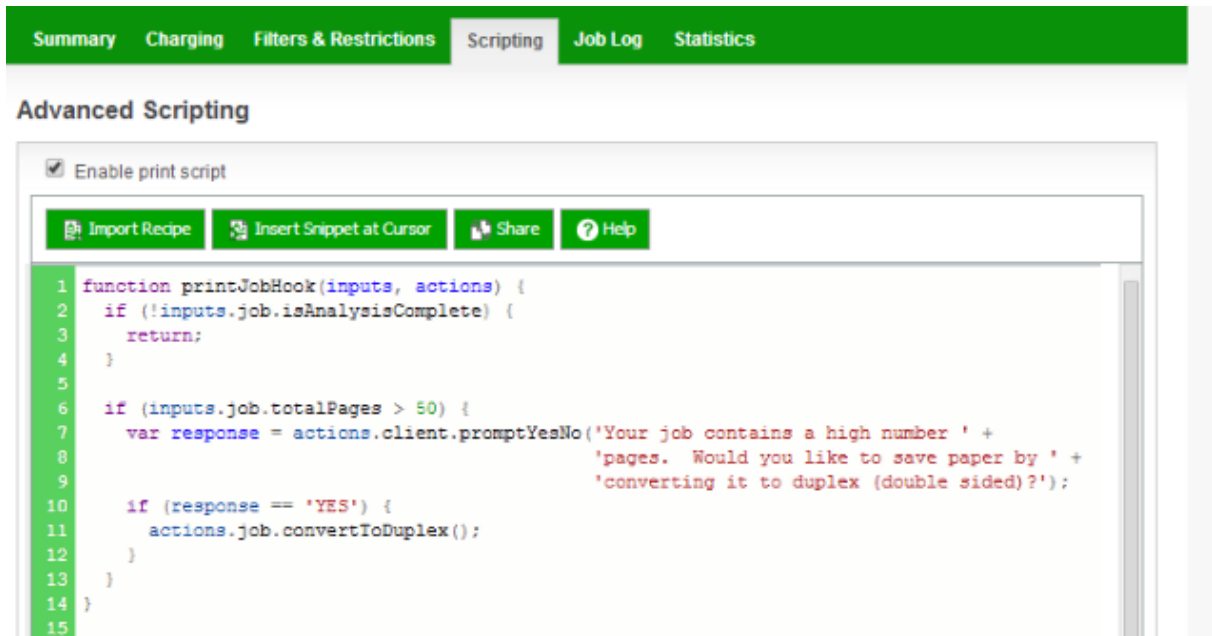 Summary Charging Filters & Restrictions Scripting Job Log Statistics
Advanced Scripting
Enable print script
Import Recipe Insert Snippet at Cursor Share Help
1 function printJobHook(inputs, actions) {
2   if (!inputs.job.isAnalysisComplete) {
3     return;
4   }
5
6   if (inputs.job.totalPages > 50) {
7     var response = actions.client.promptYesNo('Your job contains a high number ' +
8                                               'pages.  Would you like to save paper by ' +
9                                               'converting it to duplex (double sided)?');
10     if (response == 'YES') {
11       actions.job.convertToDuplex();
12     }
13   }
14 }
15